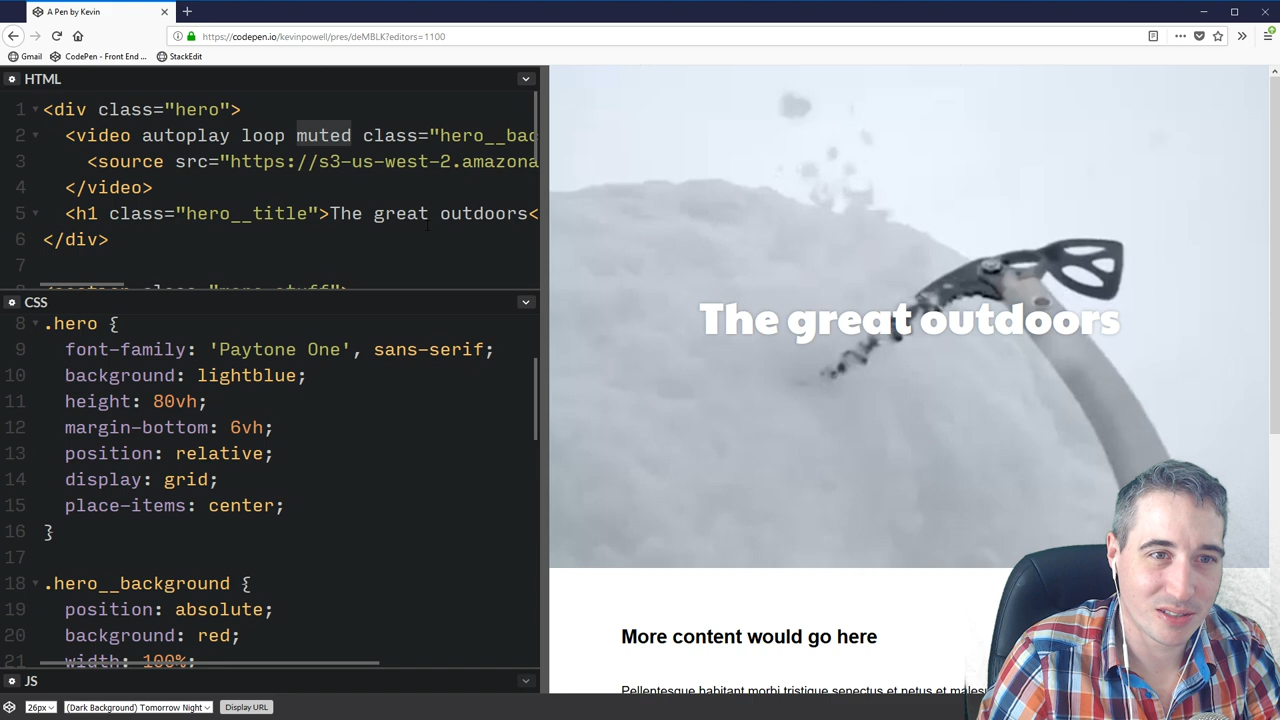 A Pen by Kevin
https://codepen.io/kevinpowell/pres/deMBLK?editors=1100
Gmail
CodePen - Front End ...
StackEdit
HTML
1 <div class="hero">
2 <video autoplay loop muted class="hero__bac
3 <source src="https://s3-us-west-2.amazona
4 </video>
5 <h1 class="hero__title">The great outdoors<
6 </div>
7
CSS
8 .hero {
9 font-family: 'Paytone One', sans-serif;
10 background: lightblue;
11 height: 80vh;
12 margin-bottom: 6vh;
13 position: relative;
14 display: grid;
15 place-items: center;
16 }
17
18 .hero__background {
19 position: absolute;
20 background: red;
21 width: 100%;
JS
26px
(Dark Background) Tomorrow Night
Display URL
The great outdoors
More content would go here
Pellentesque habitant morbi tristique senectus et netus et males